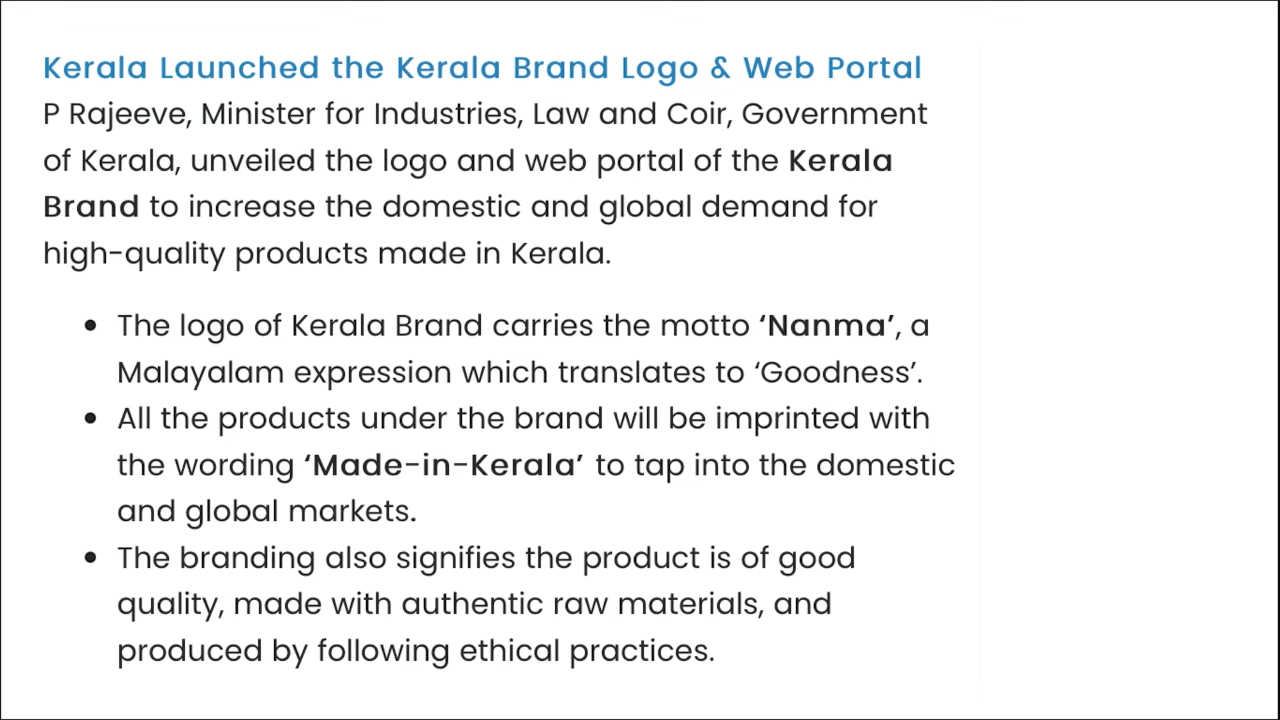 Kerala Launched the Kerala Brand Logo & Web Portal
P Rajeeve, Minister for Industries, Law and Coir, Government
of Kerala, unveiled the logo and web portal of the Kerala
Brand to increase the domestic and global demand for
high-quality products made in Kerala.
• The logo of Kerala Brand carries the motto ‘Nanma’, a
Malayalam expression which translates to ‘Goodness’.
• All the products under the brand will be imprinted with
the wording ‘Made-in-Kerala’ to tap into the domestic
and global markets.
• The branding also signifies the product is of good
quality, made with authentic raw materials, and
produced by following ethical practices.